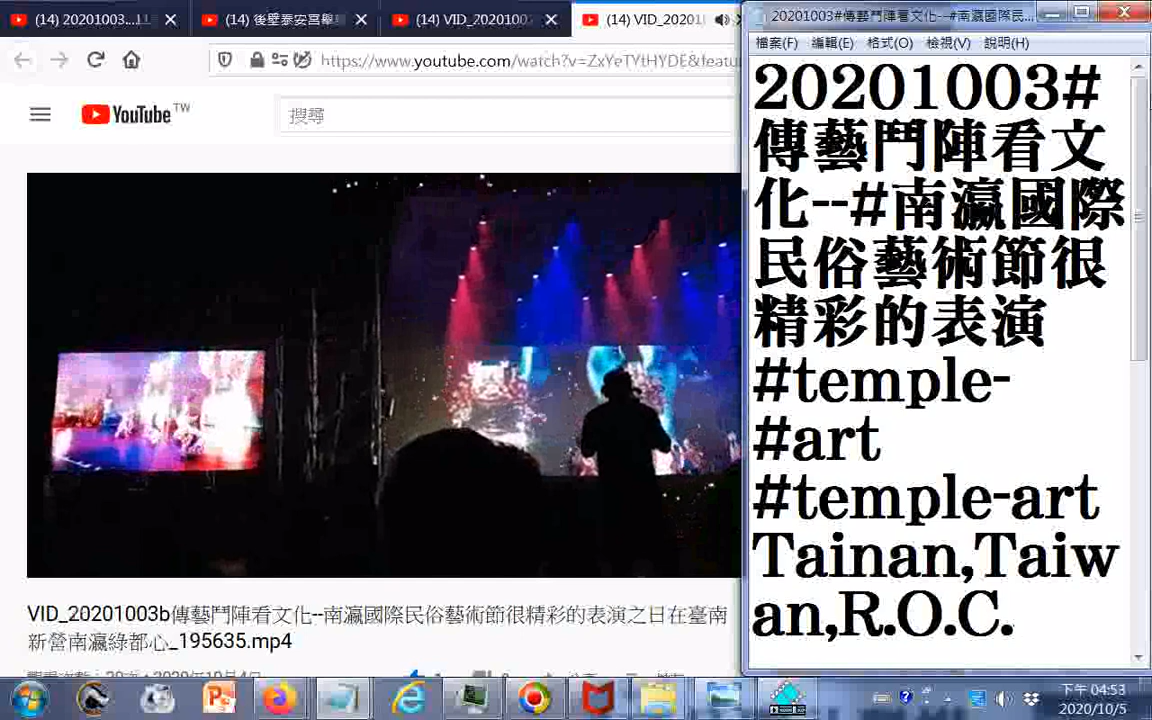 (14) 20201003...
(14) 後壁泰安宮舉
(14) VID_2020100
(14) VID_20201
20201003#傳藝鬥陣看文化--#南瀛國際民...
檔案(F) 編輯(E) 格式(O) 檢視(V) 說明(H)
https://www.youtube.com/watch?v=ZxYeTYtHYDE&featu
YouTube TW
搜尋
20201003#
傳藝鬥陣看文
化--#南瀛國際
民俗藝術節很
精彩的表演
#temple-
#art
#temple-art
Tainan,Taiw
an,R.O.C.
VID_20201003b傳藝鬥陣看文化--南瀛國際民俗藝術節很精彩的表演之日在臺南
新營南瀛綠都心_195635.mp4
下午 04:53
2020/10/5